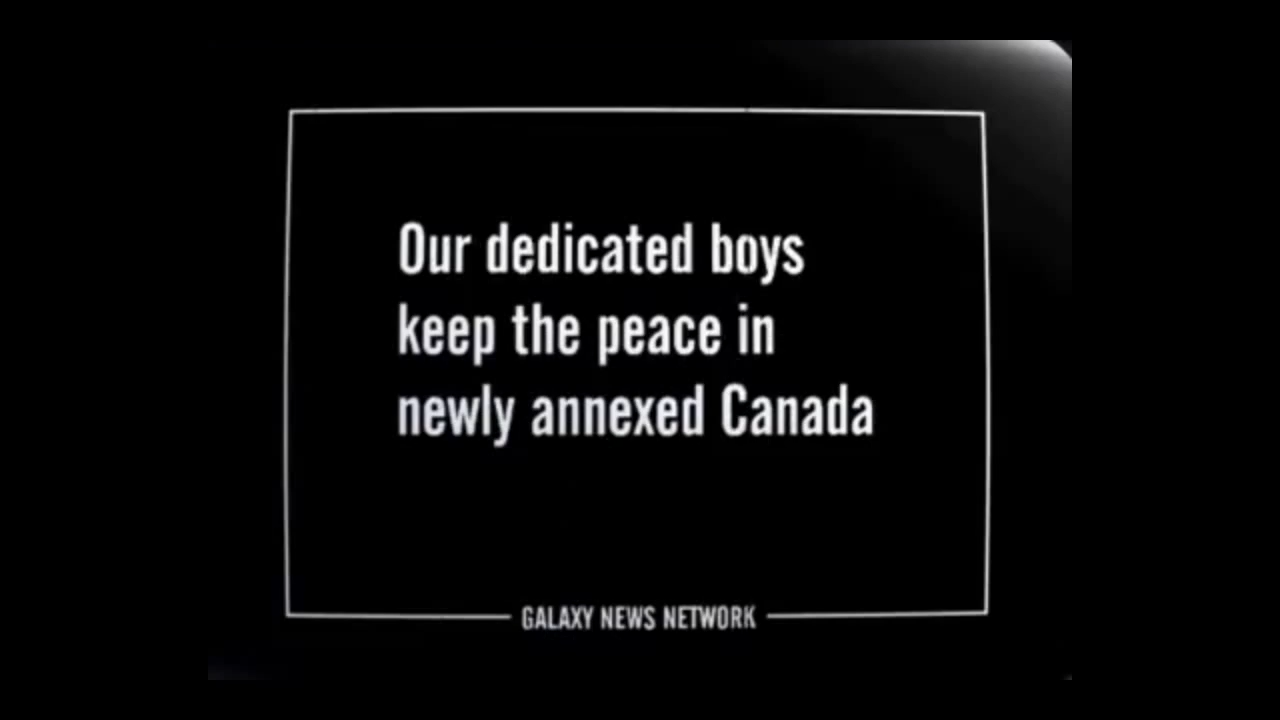 Our dedicated boys
keep the peace in
newly annexed Canada
GALAXY NEWS NETWORK